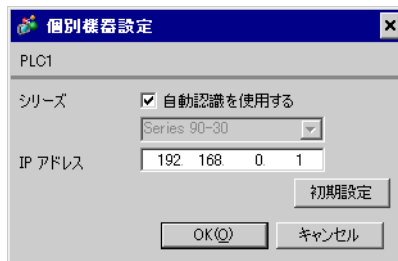 個別機器設定
PLC1
シリーズ 自動認識を使用する
Series 90-30
IP アドレス 192. 168. 0. 1
初期設定
OK(O) キャンセル